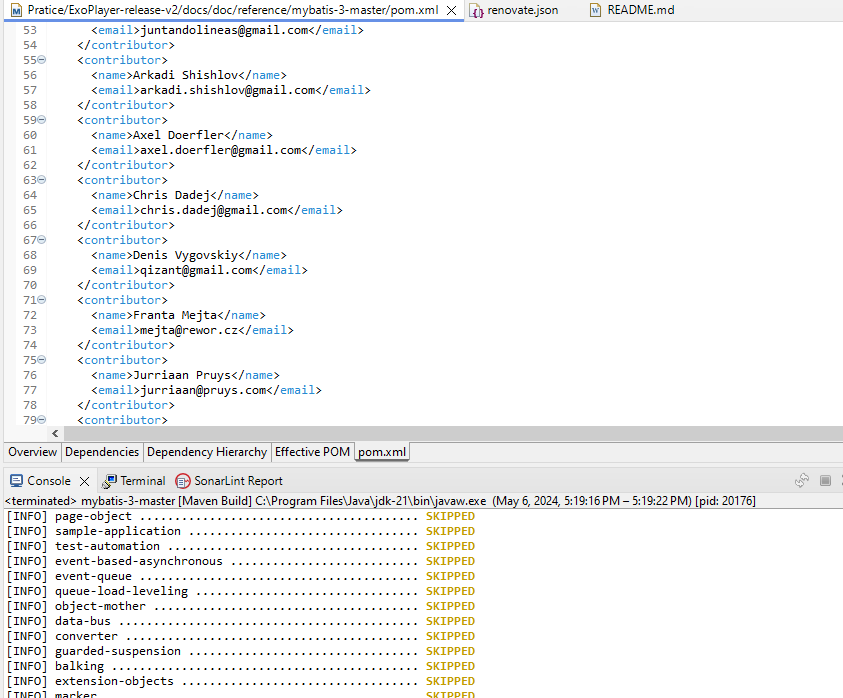 Pratice/ExoPlayer-release-v2/docs/doc/reference/mybatis-3-master/pom.xml renovate.json README.md
53 <email>juntandolineas@gmail.com</email>
54 </contributor>
55 <contributor>
56 <name>Arkadi Shishlov</name>
57 <email>arkadi.shishlov@gmail.com</email>
58 </contributor>
59 <contributor>
60 <name>Axel Doerfler</name>
61 <email>axel.doerfler@gmail.com</email>
62 </contributor>
63 <contributor>
64 <name>Chris Dadej</name>
65 <email>chris.dadej@gmail.com</email>
66 </contributor>
67 <contributor>
68 <name>Denis Vygovskiy</name>
69 <email>qizant@gmail.com</email>
70 </contributor>
71 <contributor>
72 <name>Franta Mejta</name>
73 <email>mejta@rewor.cz</email>
74 </contributor>
75 <contributor>
76 <name>Jurriaan Pruys</name>
77 <email>jurriaan@pruys.com</email>
78 </contributor>
79 <contributor>
Overview Dependencies Dependency Hierarchy Effective POM pom.xml
Console Terminal SonarLint Report
<terminated> mybatis-3-master [Maven Build] C:\Program Files\Java\jdk-21\bin\javaw.exe (May 6, 2024, 5:19:16 PM – 5:19:22 PM) [pid: 20176]
[INFO] page-object ........................................ SKIPPED
[INFO] sample-application ................................. SKIPPED
[INFO] test-automation .................................... SKIPPED
[INFO] event-based-asynchronous ........................... SKIPPED
[INFO] event-queue ........................................ SKIPPED
[INFO] queue-load-leveling ................................ SKIPPED
[INFO] object-mother ...................................... SKIPPED
[INFO] data-bus ........................................... SKIPPED
[INFO] converter .......................................... SKIPPED
[INFO] guarded-suspension ................................. SKIPPED
[INFO] balking ............................................ SKIPPED
[INFO] extension-objects .................................. SKIPPED
[INFO] marker ............................................. SKIPPED